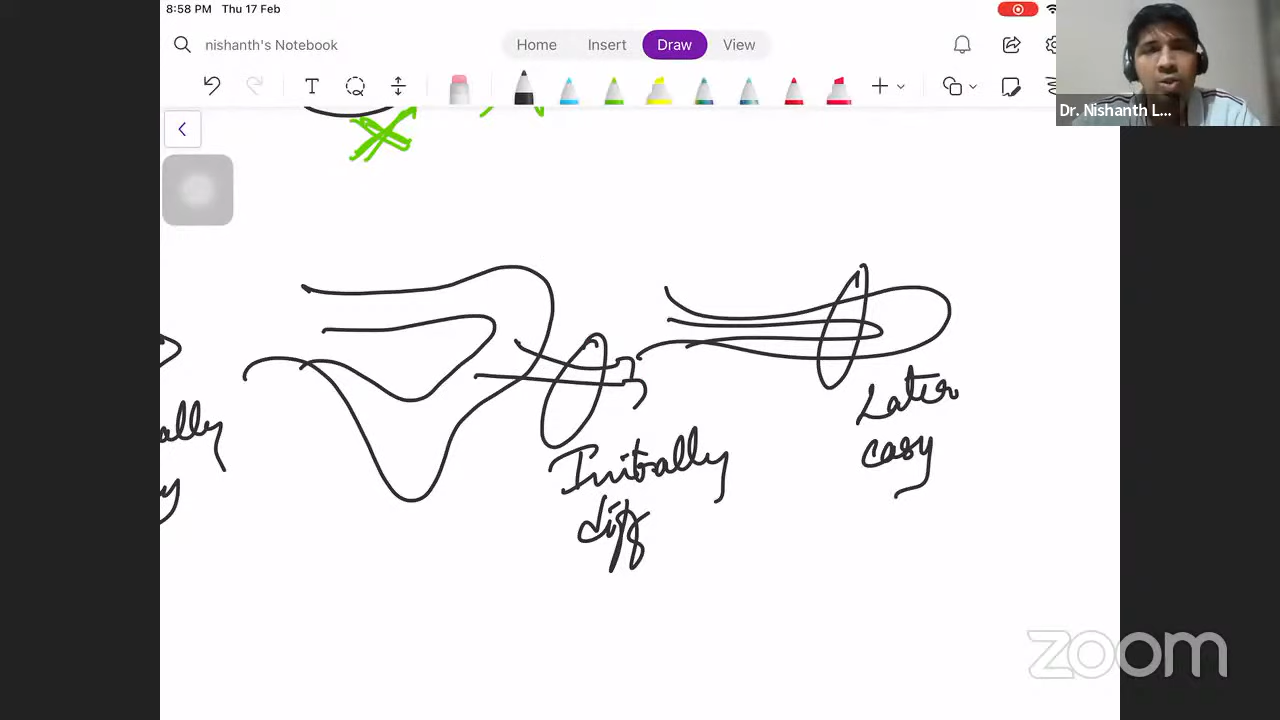 8:58 PM Thu 17 Feb
nishanth's Notebook
Home Insert Draw View
T
Dr. Nishanth L...
ally
y
Initially
diff
Later
easy
zoom